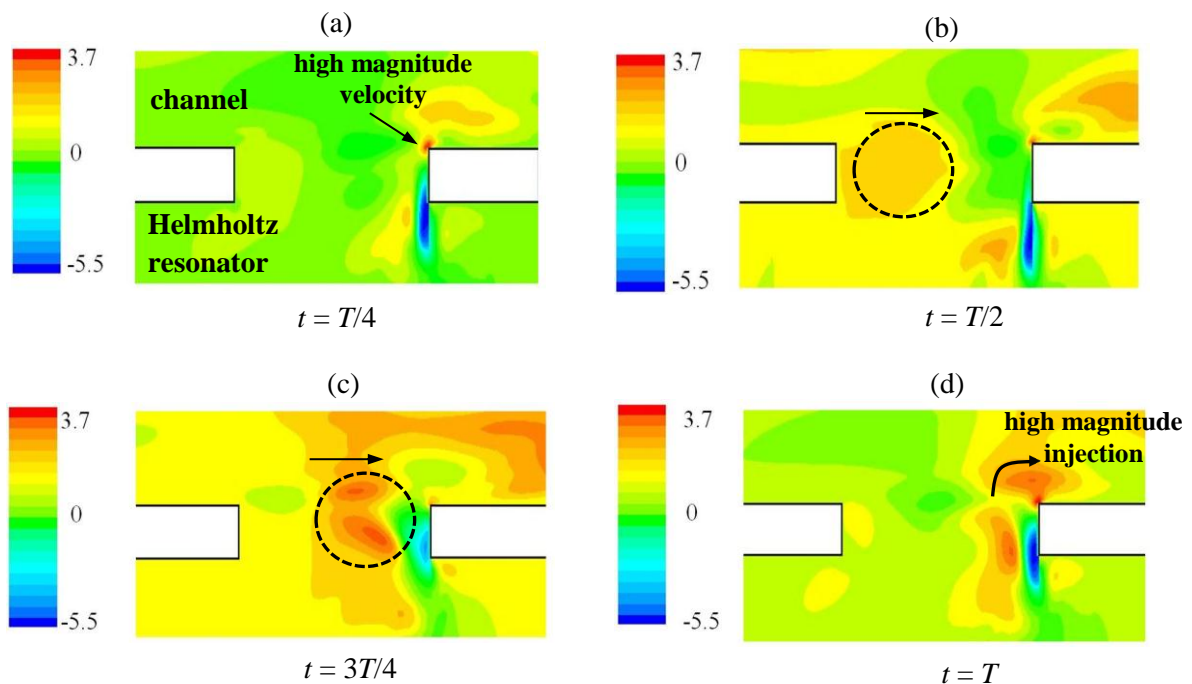 (a)
3.7
0
-5.5
channel
high magnitude
velocity
Helmholtz
resonator
t = T/4
(b)
3.7
0
-5.5
t = T/2
(c)
3.7
0
-5.5
t = 3T/4
(d)
3.7
0
-5.5
high magnitude
injection
t = T